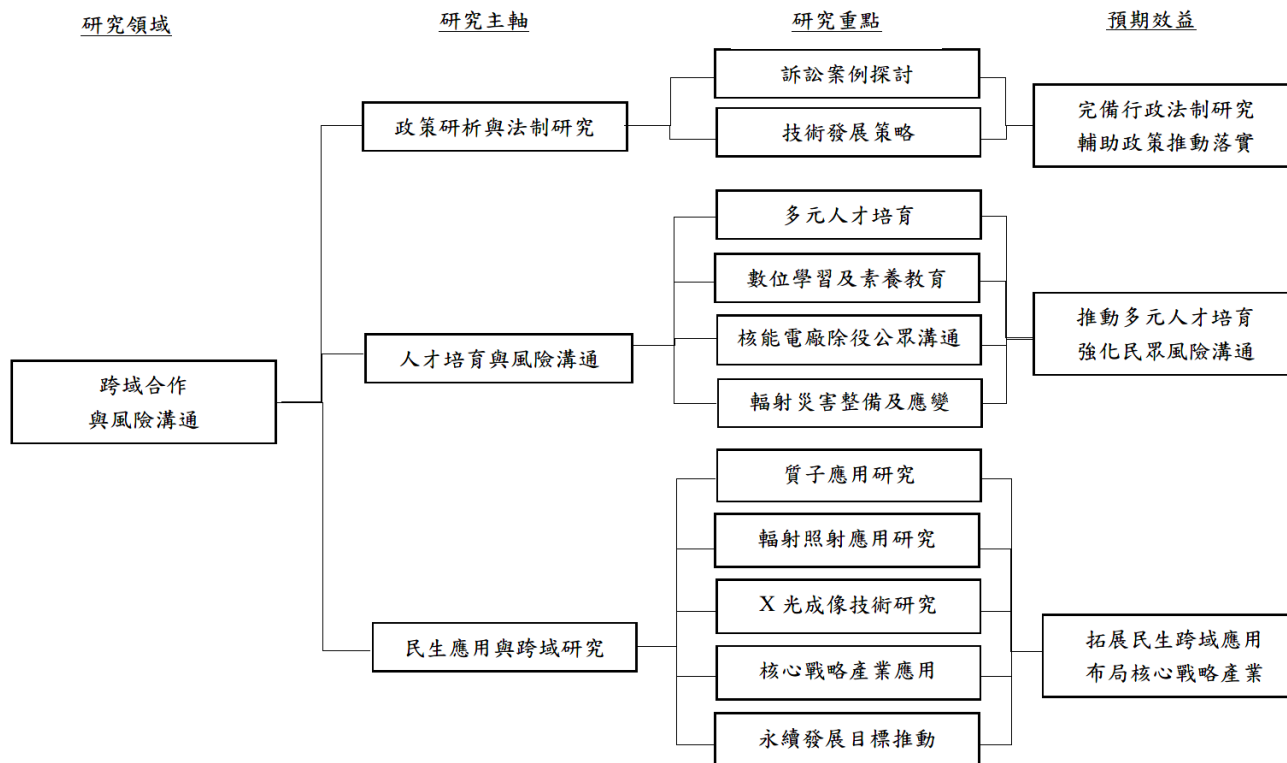 研究領域
研究主軸
研究重點
預期效益
跨域合作
與風險溝通
政策研析與法制研究
訴訟案例探討
技術發展策略
完備行政法制研究
輔助政策推動落實
人才培育與風險溝通
多元人才培育
數位學習及素養教育
核能電廠除役公眾溝通
輻射災害整備及應變
推動多元人才培育
強化民眾風險溝通
民生應用與跨域研究
質子應用研究
輻射照射應用研究
X 光成像技術研究
核心戰略產業應用
永續發展目標推動
拓展民生跨域應用
布局核心戰略產業